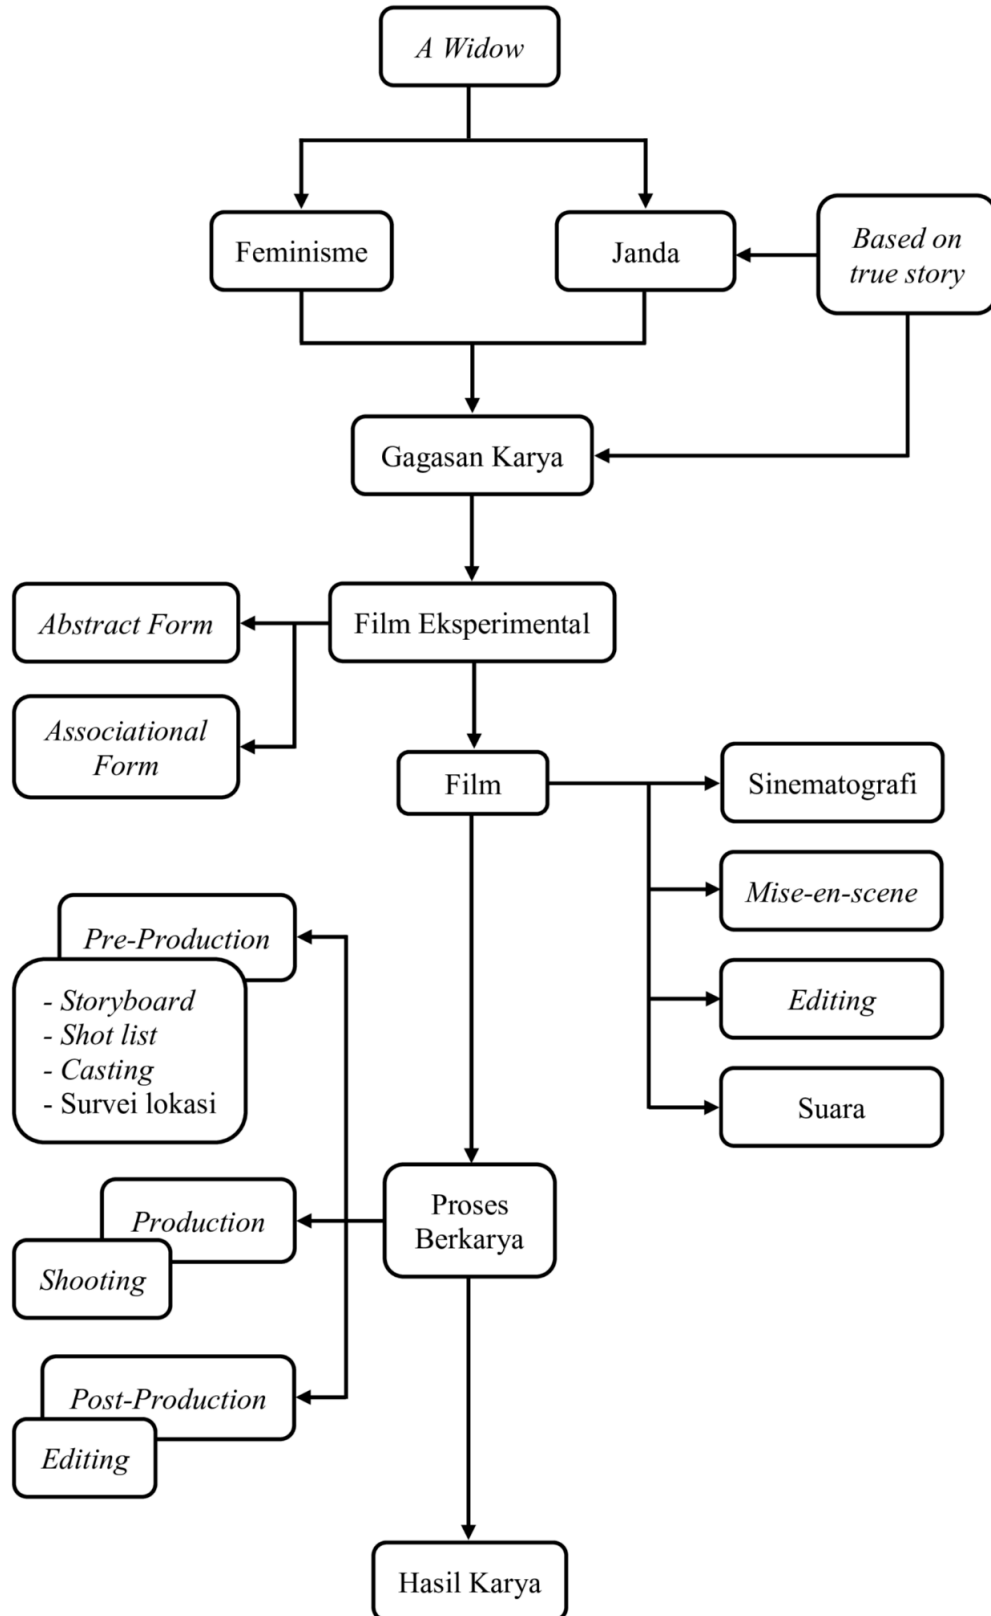 A Widow
Feminisme
Janda
Based on
true story
Gagasan Karya
Abstract Form
Film Eksperimental
Associational
Form
Film
Sinematografi
Mise-en-scene
Editing
Suara
Pre-Production
- Storyboard
- Shot list
- Casting
- Survei lokasi
Proses
Berkarya
Production
Shooting
Post-Production
Editing
Hasil Karya